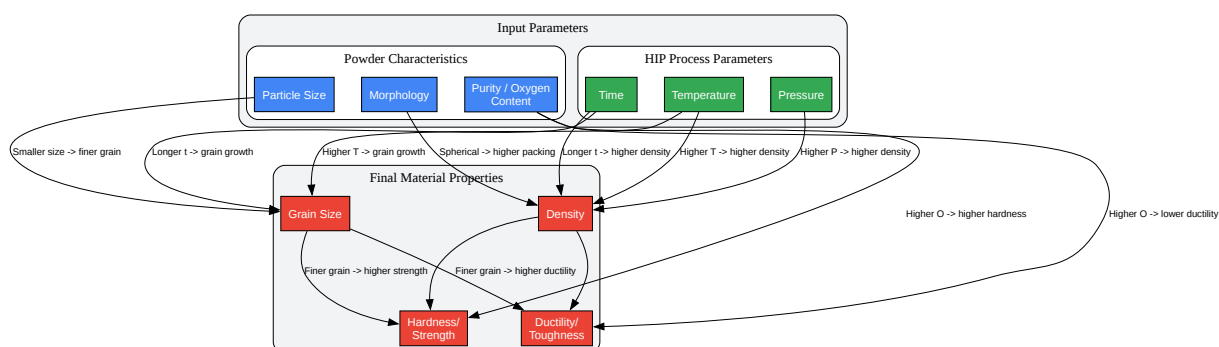 Input Parameters
Powder Characteristics
HIP Process Parameters
Particle Size
Morphology
Purity / Oxygen
Content
Time
Temperature
Pressure
Smaller size -> finer grain
Longer t -> grain growth
Higher T -> grain growth
Spherical -> higher packing
Longer t -> higher density
Higher T -> higher density
Higher P -> higher density
Final Material Properties
Grain Size
Density
Higher O -> higher hardness
Higher O -> lower ductility
Finer grain -> higher strength
Finer grain -> higher ductility
Hardness/
Strength
Ductility/
Toughness